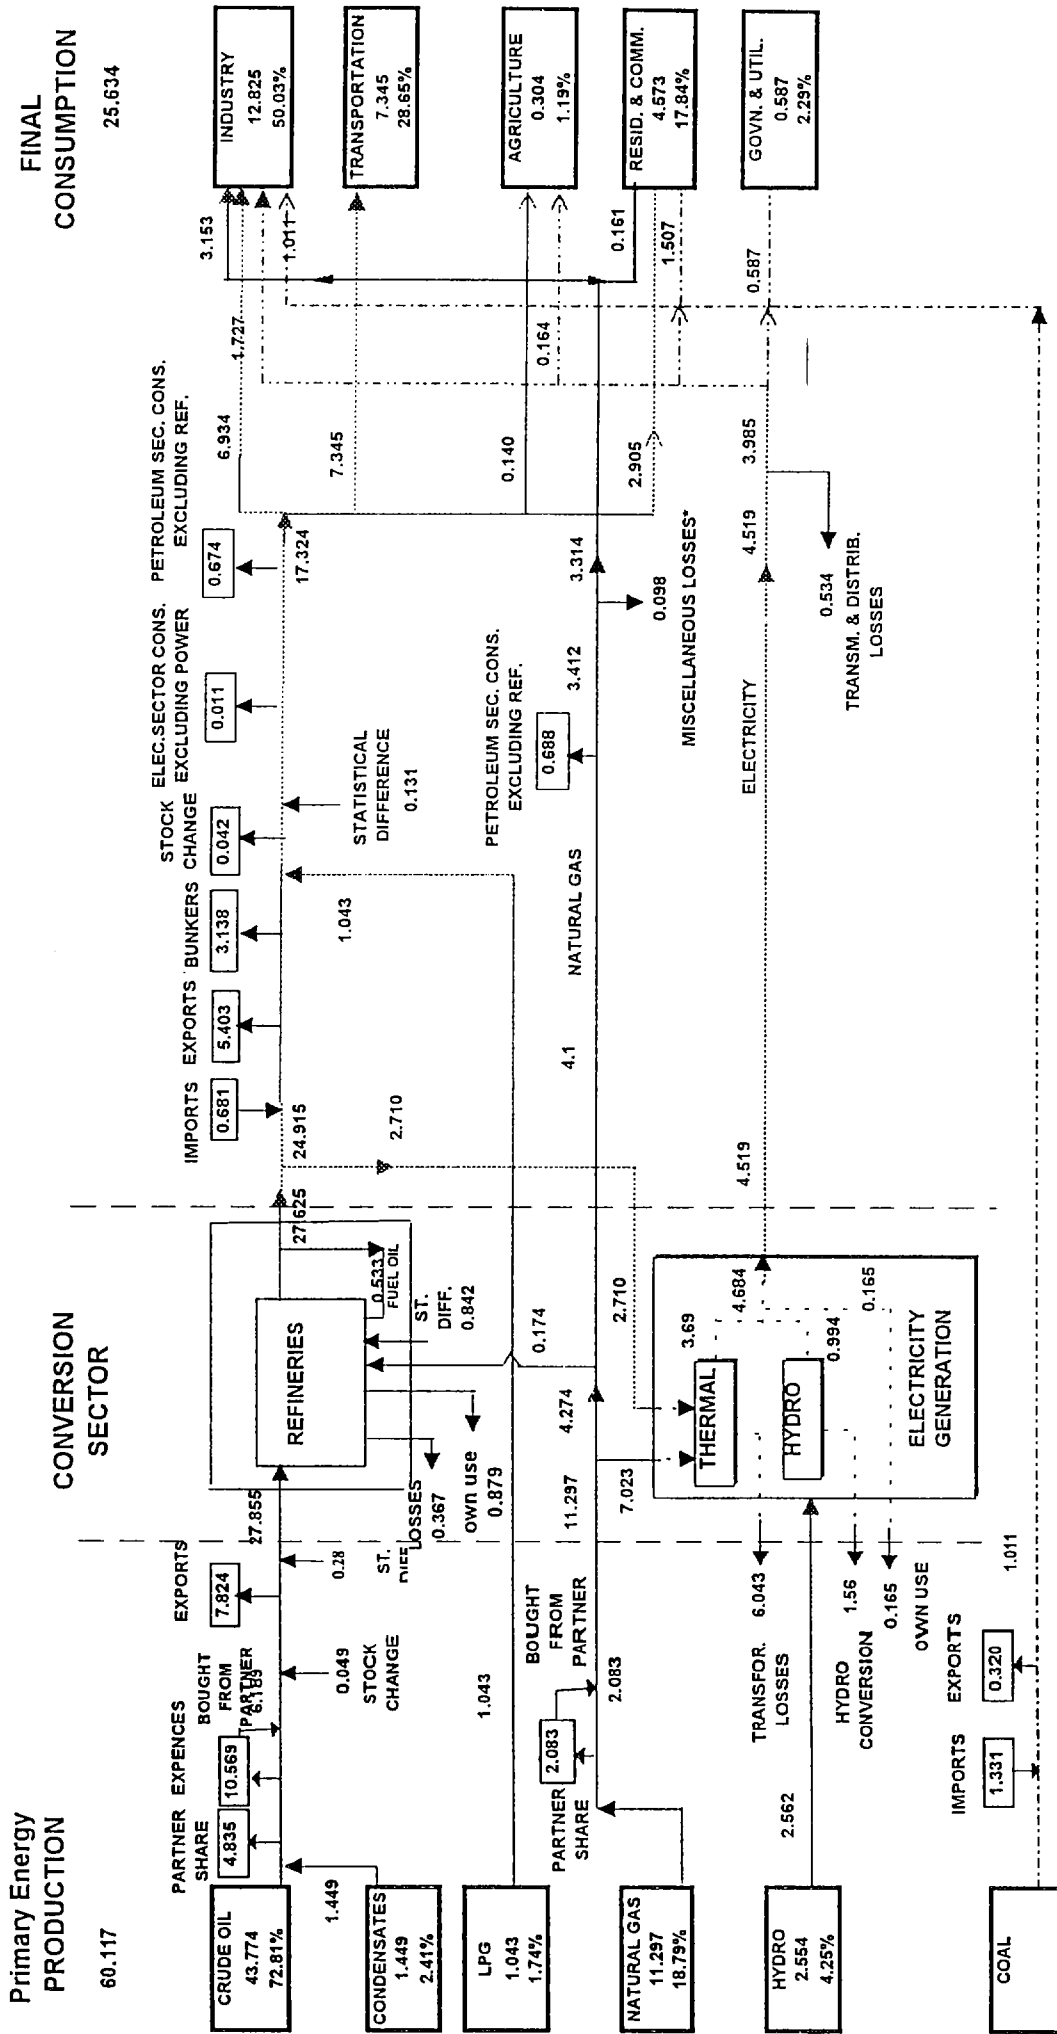 Primary Energy
PRODUCTION
60.117
CONVERSION
SECTOR
FINAL
CONSUMPTION
25.634
CRUDE OIL
43.774
72.81%
CONDENSATES
1.449
2.41%
LPG
1.043
1.74%
NATURAL GAS
11.297
18.79%
HYDRO
2.554
4.25%
COAL
1.449
PARTNER EXPENCES
SHARE
4.835
10.569
BOUGHT
FROM
PARTNER
6.189
0.049
STOCK
CHANGE
EXPORTS
7.824
0.28
ST.
DIFF
27.855
REFINERIES
LOSSES
0.367
OWN USE
0.879
0.533
FUEL OIL
ST.
DIFF.
0.842
0.174
27.625
24.915
2.710
IMPORTS
0.681
EXPORTS
5.403
BUNKERS
3.138
STOCK
CHANGE
0.042
1.043
STATISTICAL
DIFFERENCE
0.131
ELEC.SECTOR CONS.
EXCLUDING POWER
0.011
PETROLEUM SEC. CONS.
EXCLUDING REF.
0.674
17.324
6.934
1.727
3.153
1.011
7.345
0.140
0.164
2.905
0.161
1.507
0.587
INDUSTRY
12.825
50.03%
TRANSPORTATION
7.345
28.65%
AGRICULTURE
0.304
1.19%
RESID. & COMM.
4.573
17.84%
GOVN. & UTIL.
0.587
2.29%
1.043
PARTNER
SHARE
2.083
BOUGHT
FROM
PARTNER
2.083
11.297
4.274
7.023
2.710
4.1
NATURAL GAS
PETROLEUM SEC. CONS.
EXCLUDING REF.
0.688
3.412
0.098
MISCELLANEOUS LOSSES*
3.314
2.562
TRANSFOR.
LOSSES
6.043
HYDRO
CONVERSION
1.56
0.165
OWN USE
THERMAL
3.69
HYDRO
0.994
4.684
0.165
ELECTRICITY
GENERATION
4.519
ELECTRICITY
4.519
0.534
TRANSM. & DISTRIB.
LOSSES
3.985
IMPORTS
1.331
EXPORTS
0.320
1.011